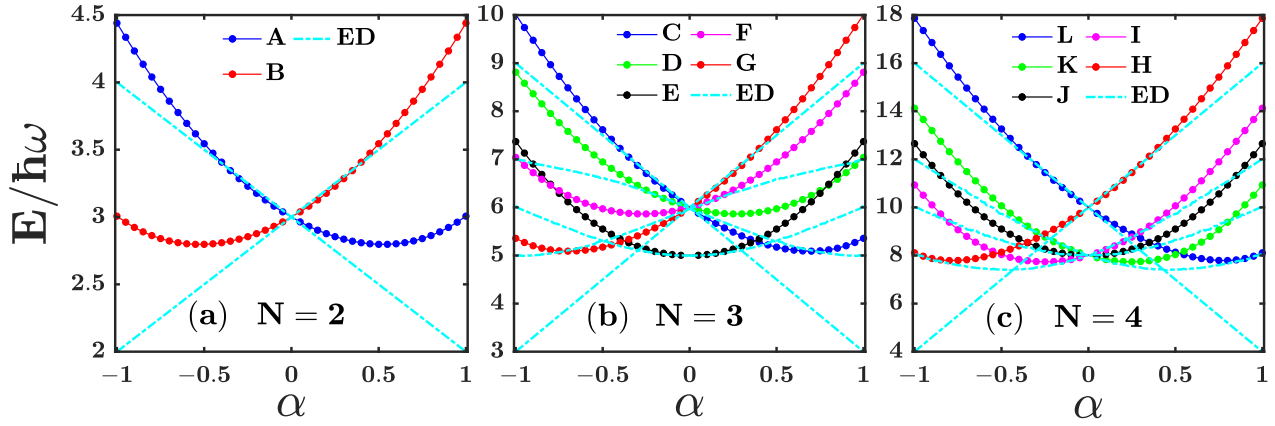 E/ħω
4.5
4
3.5
3
2.5
2
−1 −0.5 0 0.5 1
α
A ED
B
(a) N = 2
10
9
8
7
6
5
4
3
−1 −0.5 0 0.5 1
α
C F
D G
E ED
(b) N = 3
18
16
14
12
10
8
6
4
−1 −0.5 0 0.5 1
α
L I
K H
J ED
(c) N = 4